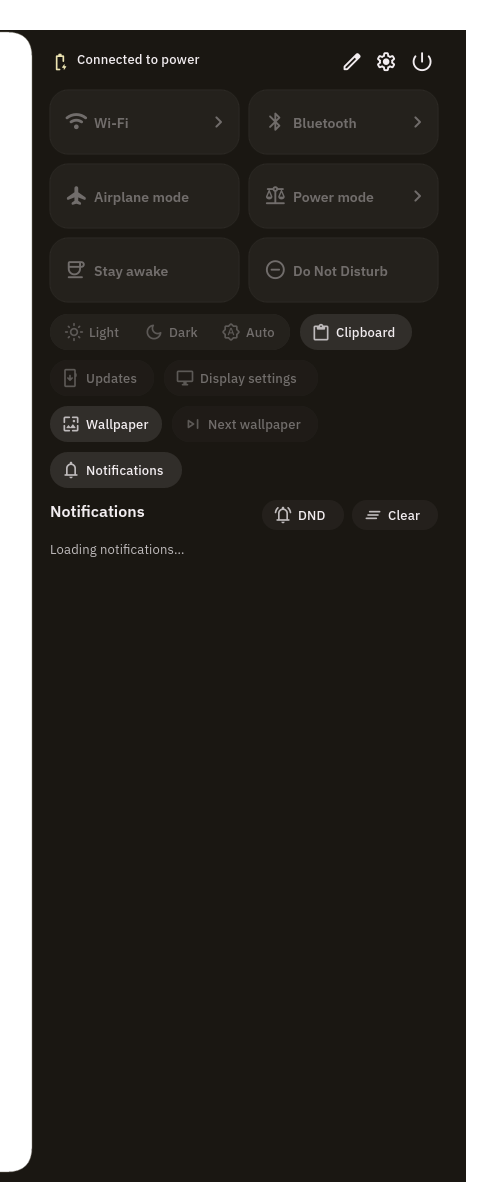 Connected to power
Wi-Fi
Bluetooth
Airplane mode
Power mode
Stay awake
Do Not Disturb
Light Dark Auto Clipboard
Updates Display settings
Wallpaper Next wallpaper
Notifications
Notifications DND Clear
Loading notifications...